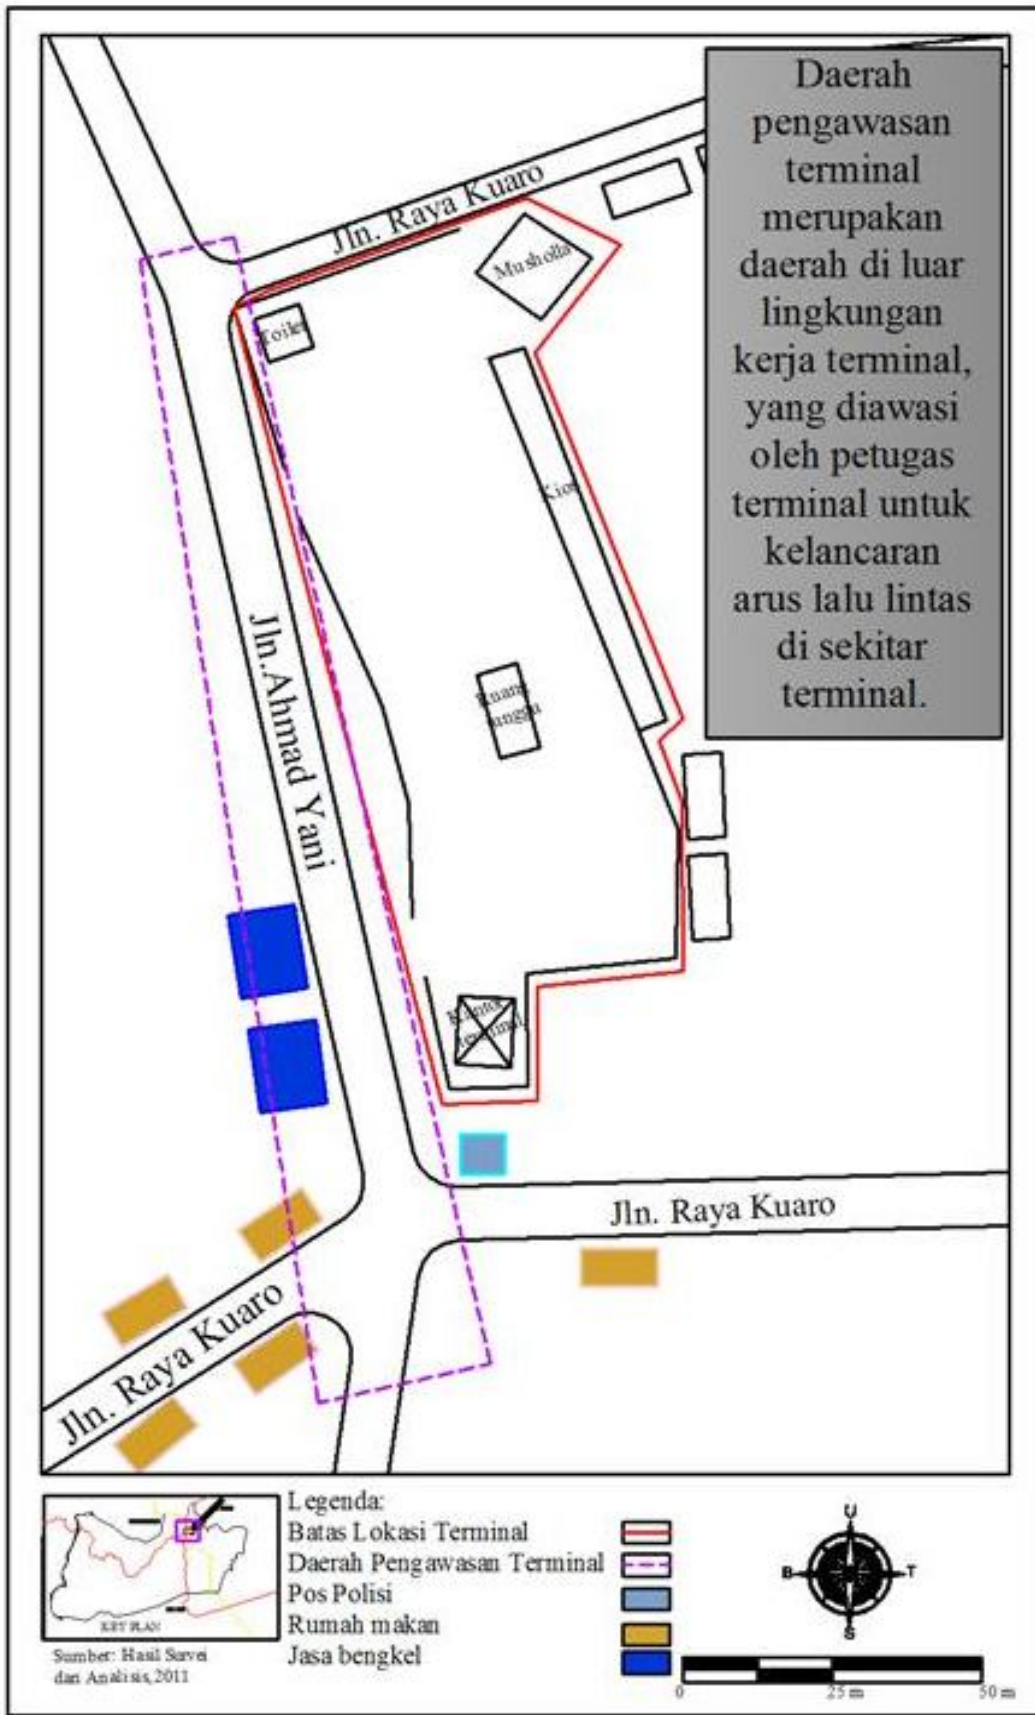 Daerah
pengawasan
terminal
merupakan
daerah di luar
lingkungan
kerja terminal,
yang diawasi
oleh petugas
terminal untuk
kelancaran
arus lalu lintas
di sekitar
terminal.
Jln. Raya Kuaro
Musholla
Toilet
Kios
Ruang
tunggu
Jln.Ahmad Yani
Kantor
terminal
Jln. Raya Kuaro
Jln. Raya Kuaro
KEY PLAN
Sumber: Hasil Survei
dan Analisis,2011
Legenda:
Batas Lokasi Terminal
Daerah Pengawasan Terminal
Pos Polisi
Rumah makan
Jasa bengkel
U
B
T
S
0
25 m
50 m